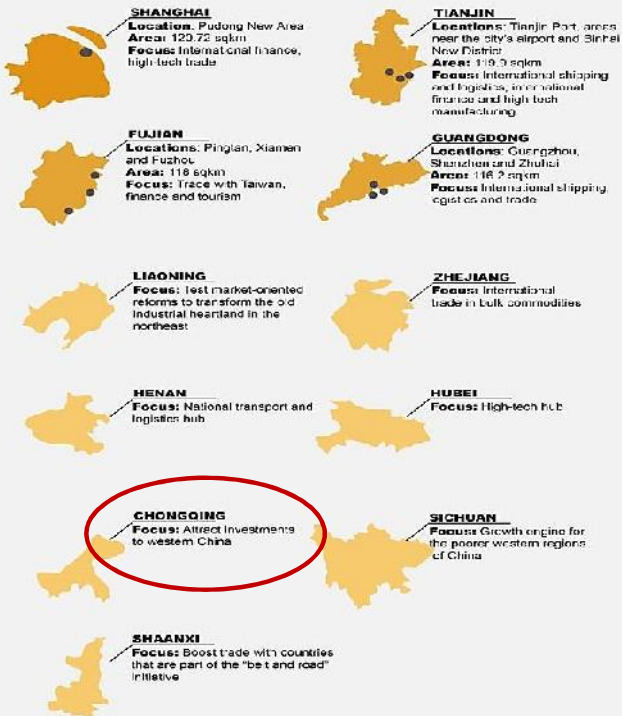 SHANGHAI
Location: Pudong New Area
Area: 120.72 sqkm
Focus: International finance,
high-tech trade
TIANJIN
Locations: Tianjin Port, areas
near the city's airport and Binhai
New District
Area: 119.9 sqkm
Focus: International shipping
and logistics, international
finance and high-tech
manufacturing
FUJIAN
Locations: Pingtan, Xiamen
and Fuzhou
Area: 118 sqkm
Focus: Trace with Taiwan,
finance and tourism
GUANGDONG
Locations: Guangzhou,
Shenzhen and Zhuhai
Area: 116.2 sqkm
Focus: International shipping,
logistics and trade
LIAONING
Focus: Test market-oriented
reforms to transform the old
industrial heartland in the
northeast
ZHEJIANG
Focus: International
trade in bulk commodities
HENAN
Focus: National transport and
logistics hub
HUBEI
Focus: High-tech hub
CHONGQING
Focus: Attract Investments
to western China
SICHUAN
Focus: Growth engine for
the poorer western regions
of China
SHAANXI
Focus: Boost trade with countries
that are part of the "belt and road"
initiative